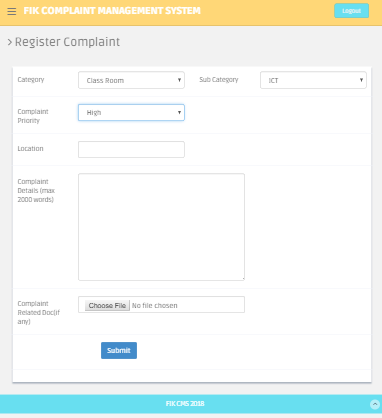 FIK COMPLAINT MANAGEMENT SYSTEM
Logout
Register Complaint
Category
Class Room
Sub Category
ICT
Complaint
Priority
High
Location
Complaint
Details (max
2000 words)
Complaint
Related Doc(if
any)
Choose File No file chosen
Submit
FIK CMS 2018